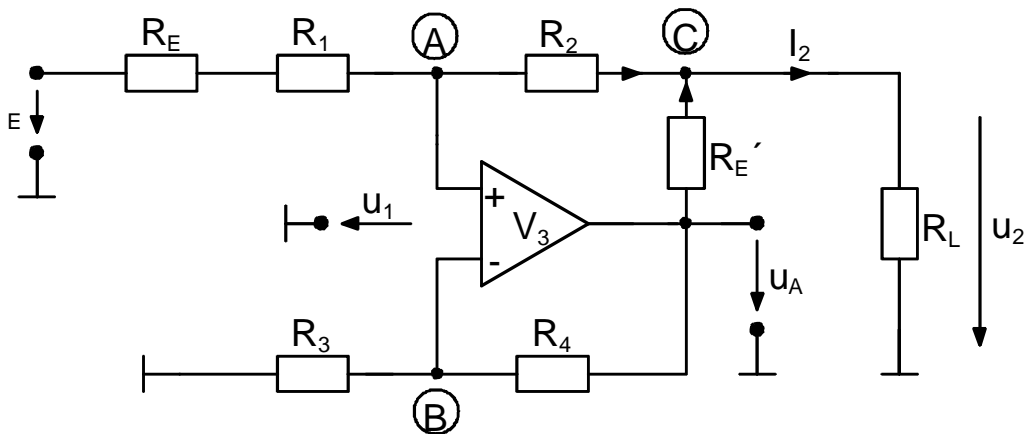 R_E R_1 A R_2 C I_2
E
R_E´
+
u_1 V_3
-
u_A
R_L u_2
R_3 R_4
B